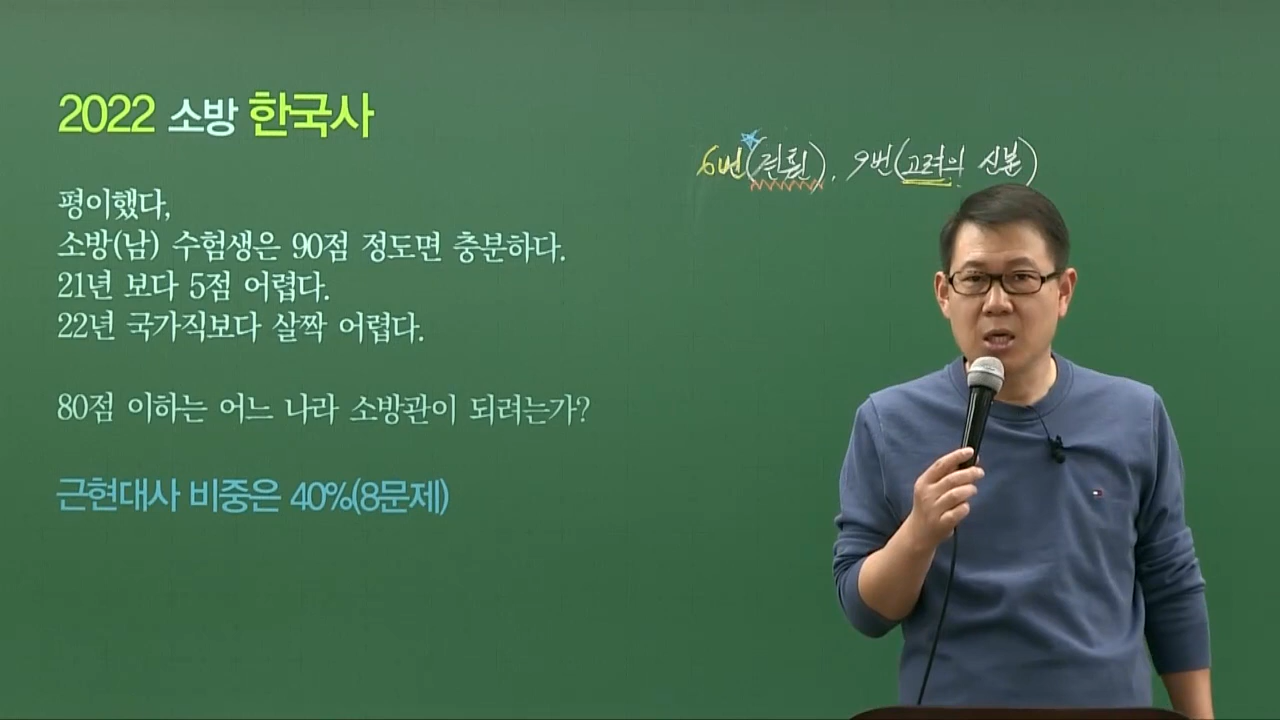 2022 소방 한국사
평이했다,
소방(남) 수험생은 90점 정도면 충분하다.
21년 보다 5점 어렵다.
22년 국가직보다 살짝 어렵다.
80점 이하는 어느 나라 소방관이 되려는가?
근현대사 비중은 40%(8문제)
6번(견훤), 9번(고려의 신분)